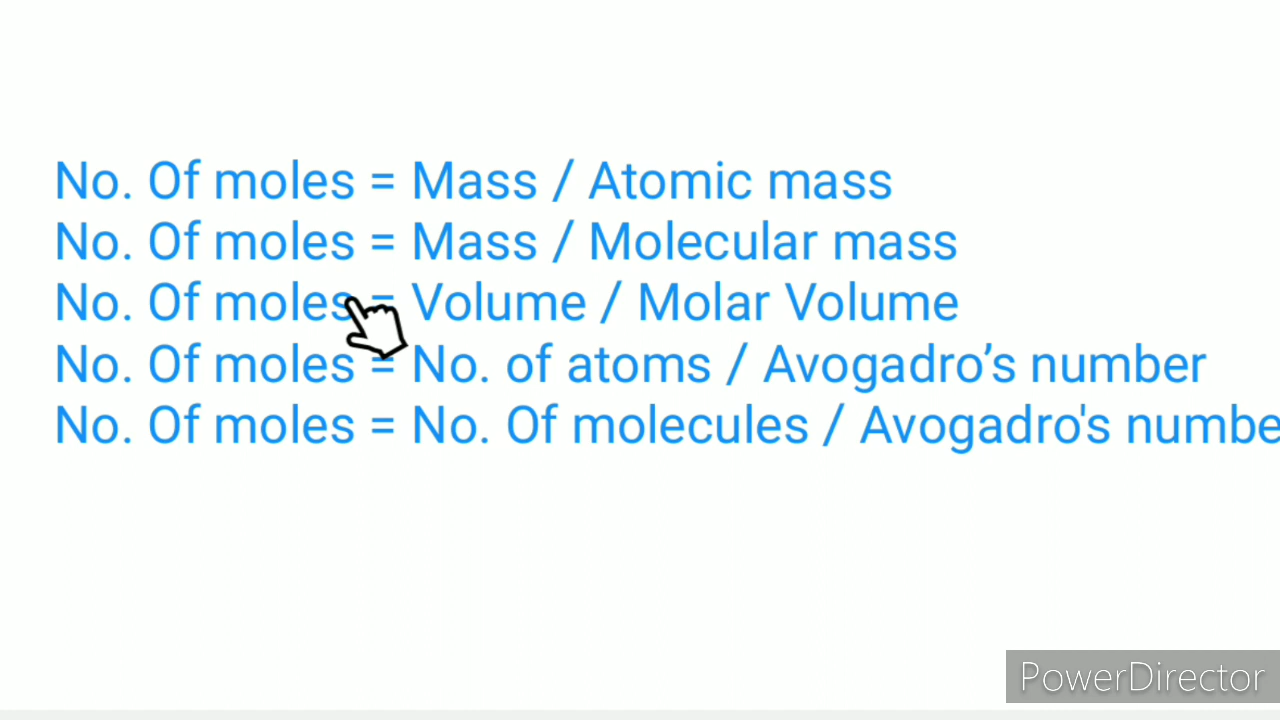 No. Of moles = Mass / Atomic mass
No. Of moles = Mass / Molecular mass
No. Of moles = Volume / Molar Volume
No. Of moles = No. of atoms / Avogadro’s number
No. Of moles = No. Of molecules / Avogadro's numbe
PowerDirector